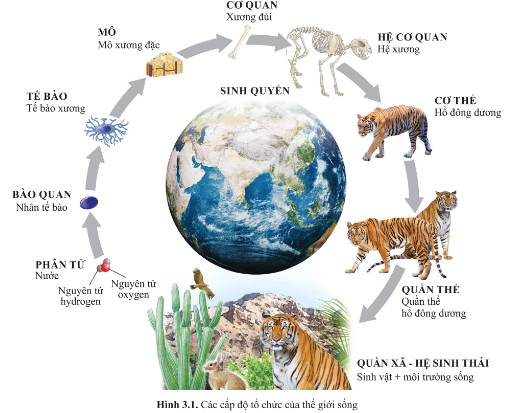 CƠ QUAN
Xương đùi
MÔ
Mô xương đặc
HỆ CƠ QUAN
Hệ xương
TẾ BÀO
Tế bào xương
SINH QUYỂN
CƠ THỂ
Hổ đông dương
BÀO QUAN
Nhân tế bào
PHÂN TỬ
Nước
Nguyên tử
hydrogen
Nguyên tử
oxygen
QUẦN THỂ
Quần thể
hổ đông dương
QUẦN XÃ - HỆ SINH THÁI
Sinh vật + môi trường sống
Hình 3.1. Các cấp độ tổ chức của thế giới sống